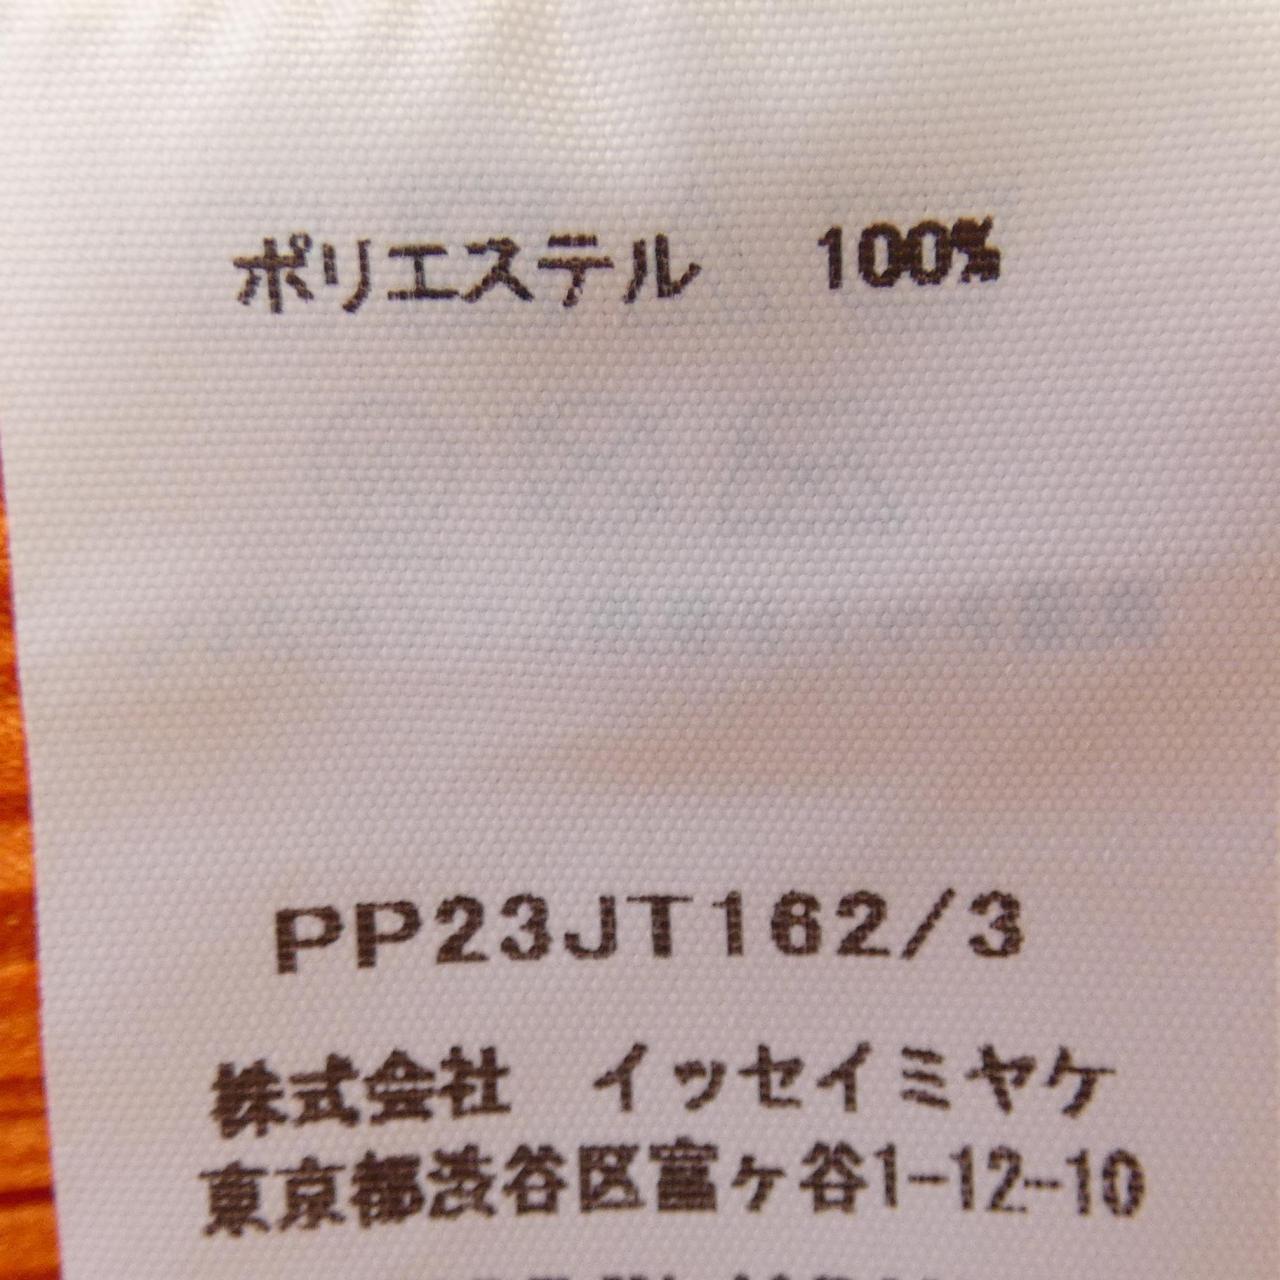 ポリエステル　100%
PP23JT162/3
株式会社　イッセイミヤケ
東京都渋谷区富ヶ谷1-12-10